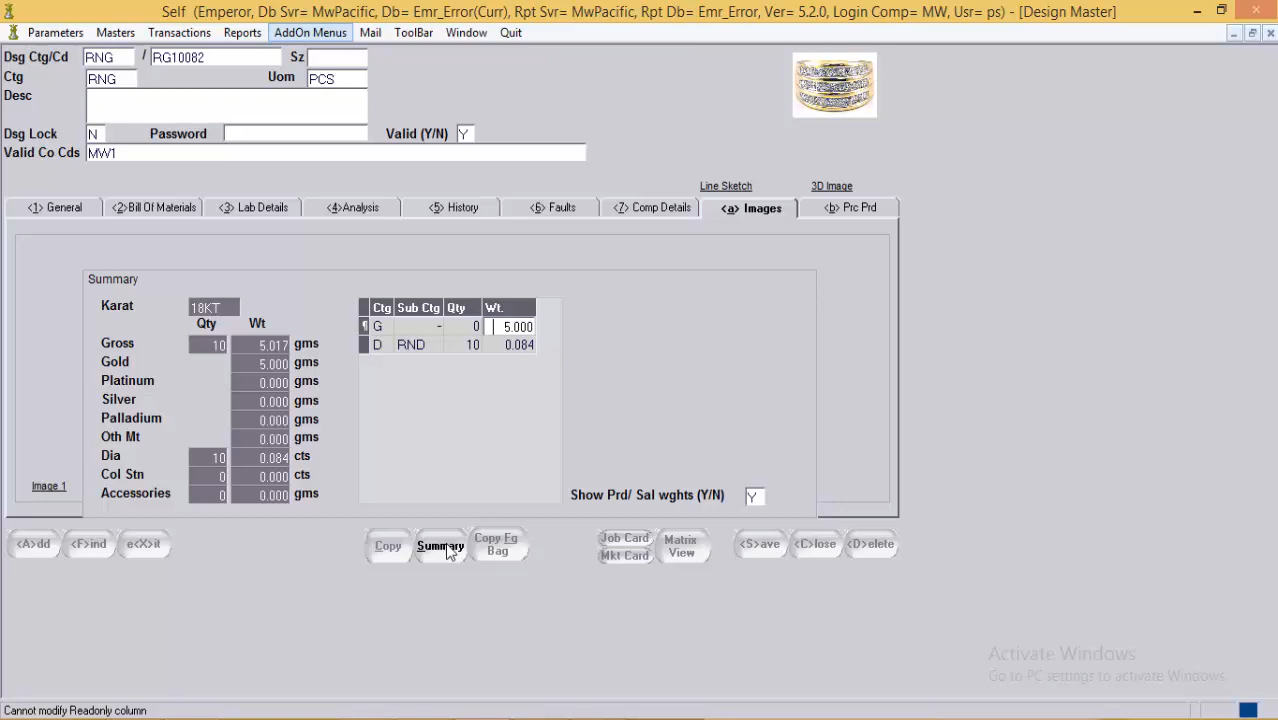 Self (Emperor, Db Svr= MwPacific, Db= Emr_Error(Curr), Rpt Svr= MwPacific, Rpt Db= Emr_Error, Ver= 5.2.0, Login Comp= MW, Usr= ps) - [Design Master]
Parameters Masters Transactions Reports AddOn Menus Mail ToolBar Window Quit
Dsg Ctg/Cd RNG / RG10082 Sz
Ctg RNG Uom PCS
Desc
Dsg Lock N Password Valid (Y/N) Y
Valid Co Cds MW1
Line Sketch 3D Image
<1> General <2>Bill Of Materials <3> Lab Details <4>Analysis <5> History <6> Faults <7> Comp Details <a> Images <b> Prc Prd
Summary
Karat 18KT Ctg Sub Ctg Qty Wt.
Qty Wt G - 0 5.000
Gross 10 5.017 gms D RND 10 0.084
Gold 5.000 gms
Platinum 0.000 gms
Silver 0.000 gms
Palladium 0.000 gms
Oth Mt 0.000 gms
Dia 10 0.084 cts
Col Stn 0 0.000 cts
Image 1
Accessories 0 0.000 gms Show Prd/ Sal wghts (Y/N) Y
<A>dd <F>ind e<X>it Copy Summary Copy Fg Bag Job Card Mkt Card Matrix View <S>ave <C>lose <D>elete
Activate Windows
Go to PC settings to activate Windows.
Cannot modify Readonly column